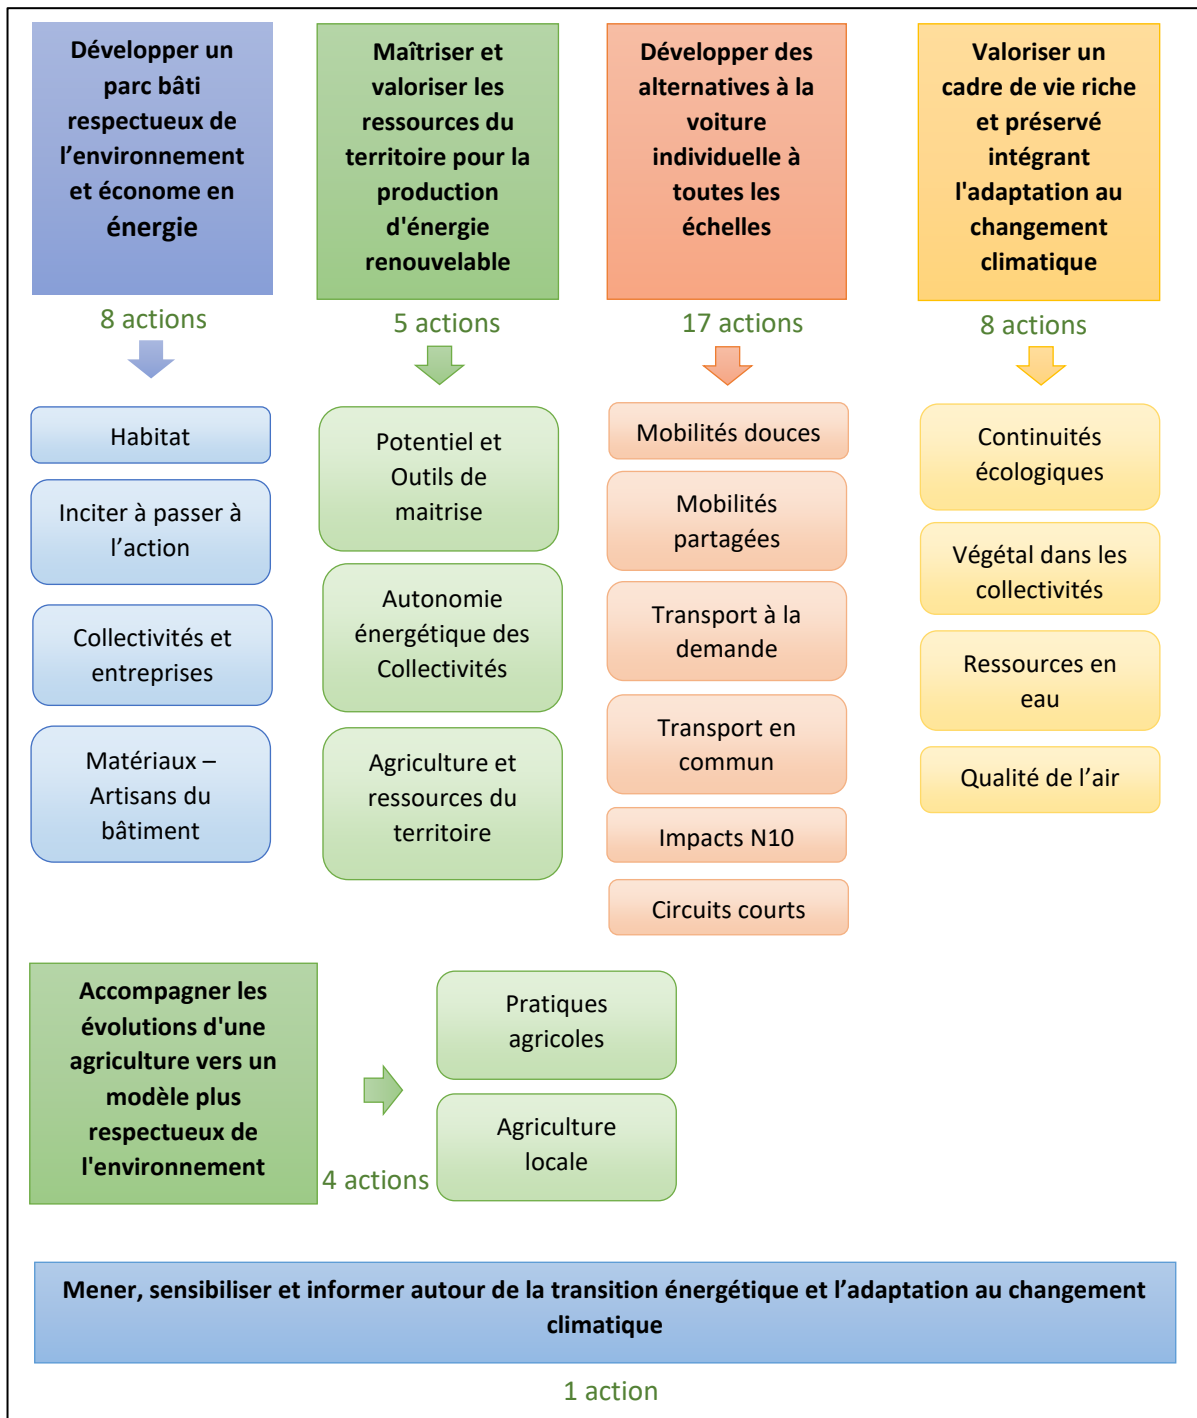 Développer un
parc bâti
respectueux de
l’environnement
et économe en
énergie
8 actions
Habitat
Inciter à passer à
l’action
Collectivités et
entreprises
Matériaux –
Artisans du
bâtiment
Maîtriser et
valoriser les
ressources du
territoire pour la
production
d'énergie
renouvelable
5 actions
Potentiel et
Outils de
maitrise
Autonomie
énergétique des
Collectivités
Agriculture et
ressources du
territoire
Développer des
alternatives à la
voiture
individuelle à
toutes les
échelles
17 actions
Mobilités douces
Mobilités
partagées
Transport à la
demande
Transport en
commun
Impacts N10
Circuits courts
Valoriser un
cadre de vie riche
et préservé
intégrant
l'adaptation au
changement
climatique
8 actions
Continuités
écologiques
Végétal dans les
collectivités
Ressources en
eau
Qualité de l’air
Accompagner les
évolutions d'une
agriculture vers un
modèle plus
respectueux de
l'environnement
4 actions
Pratiques
agricoles
Agriculture
locale
Mener, sensibiliser et informer autour de la transition énergétique et l’adaptation au changement
climatique
1 action